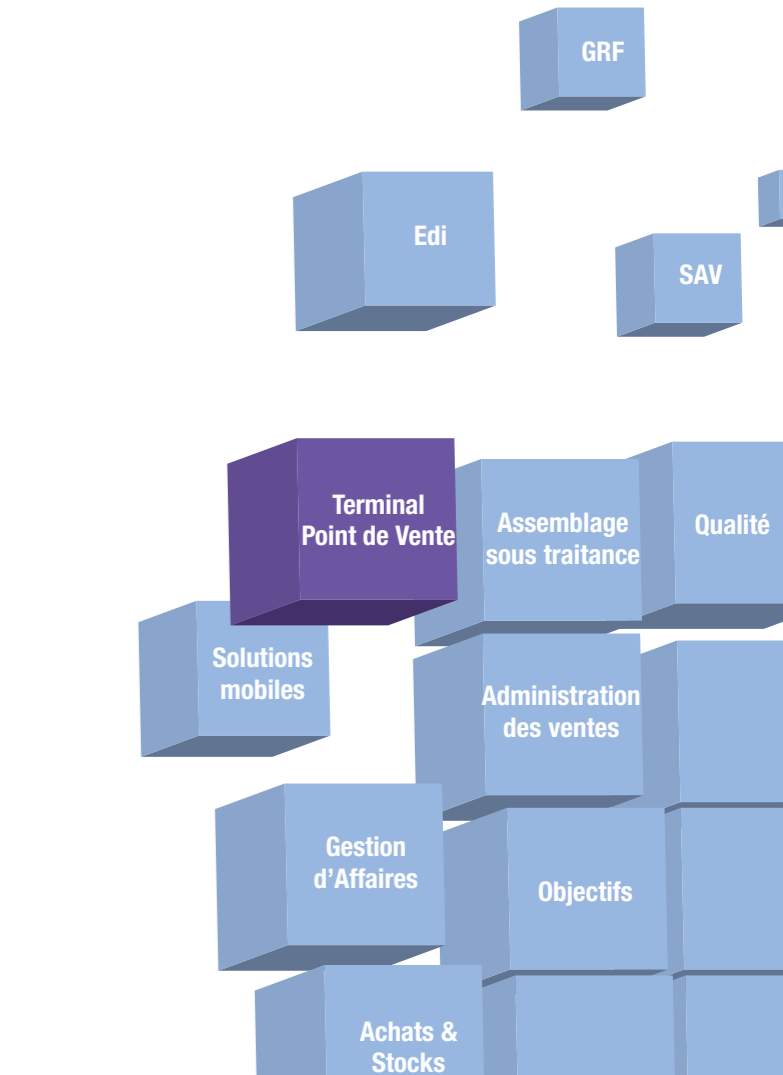 GRF
Edi
SAV
Terminal
Point de Vente
Assemblage
sous traitance
Qualité
Solutions
mobiles
Administration
des ventes
Gestion
d’Affaires
Objectifs
Achats &
Stocks